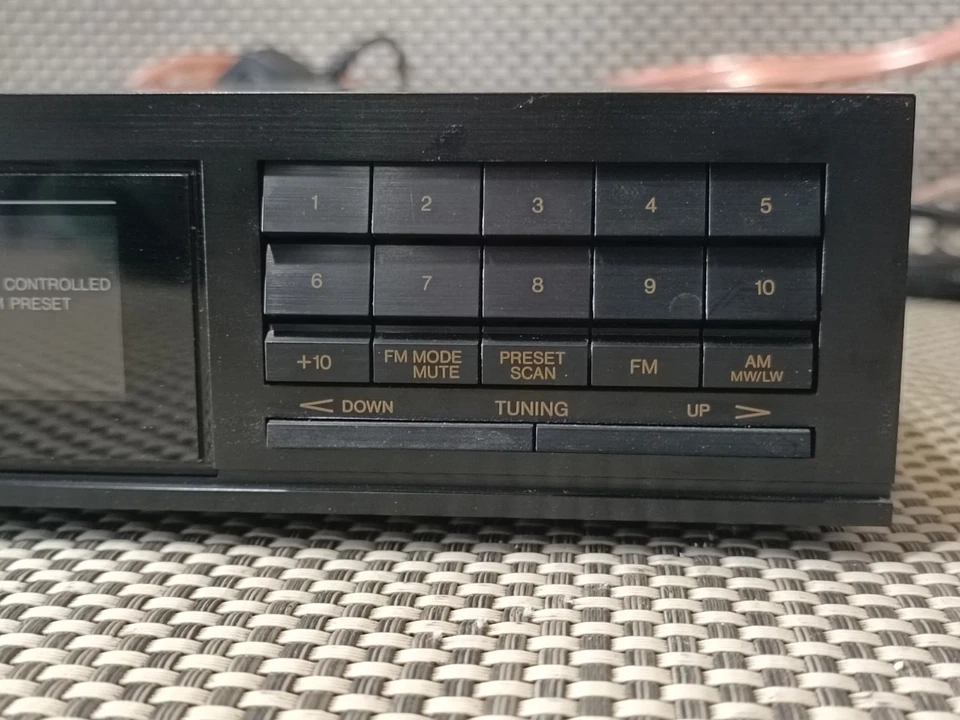 1 2 3 4 5
CONTROLLED
6 7 8 9 10
PRESET
+10 FM MODE MUTE PRESET SCAN FM AM MW/LW
< DOWN TUNING UP >